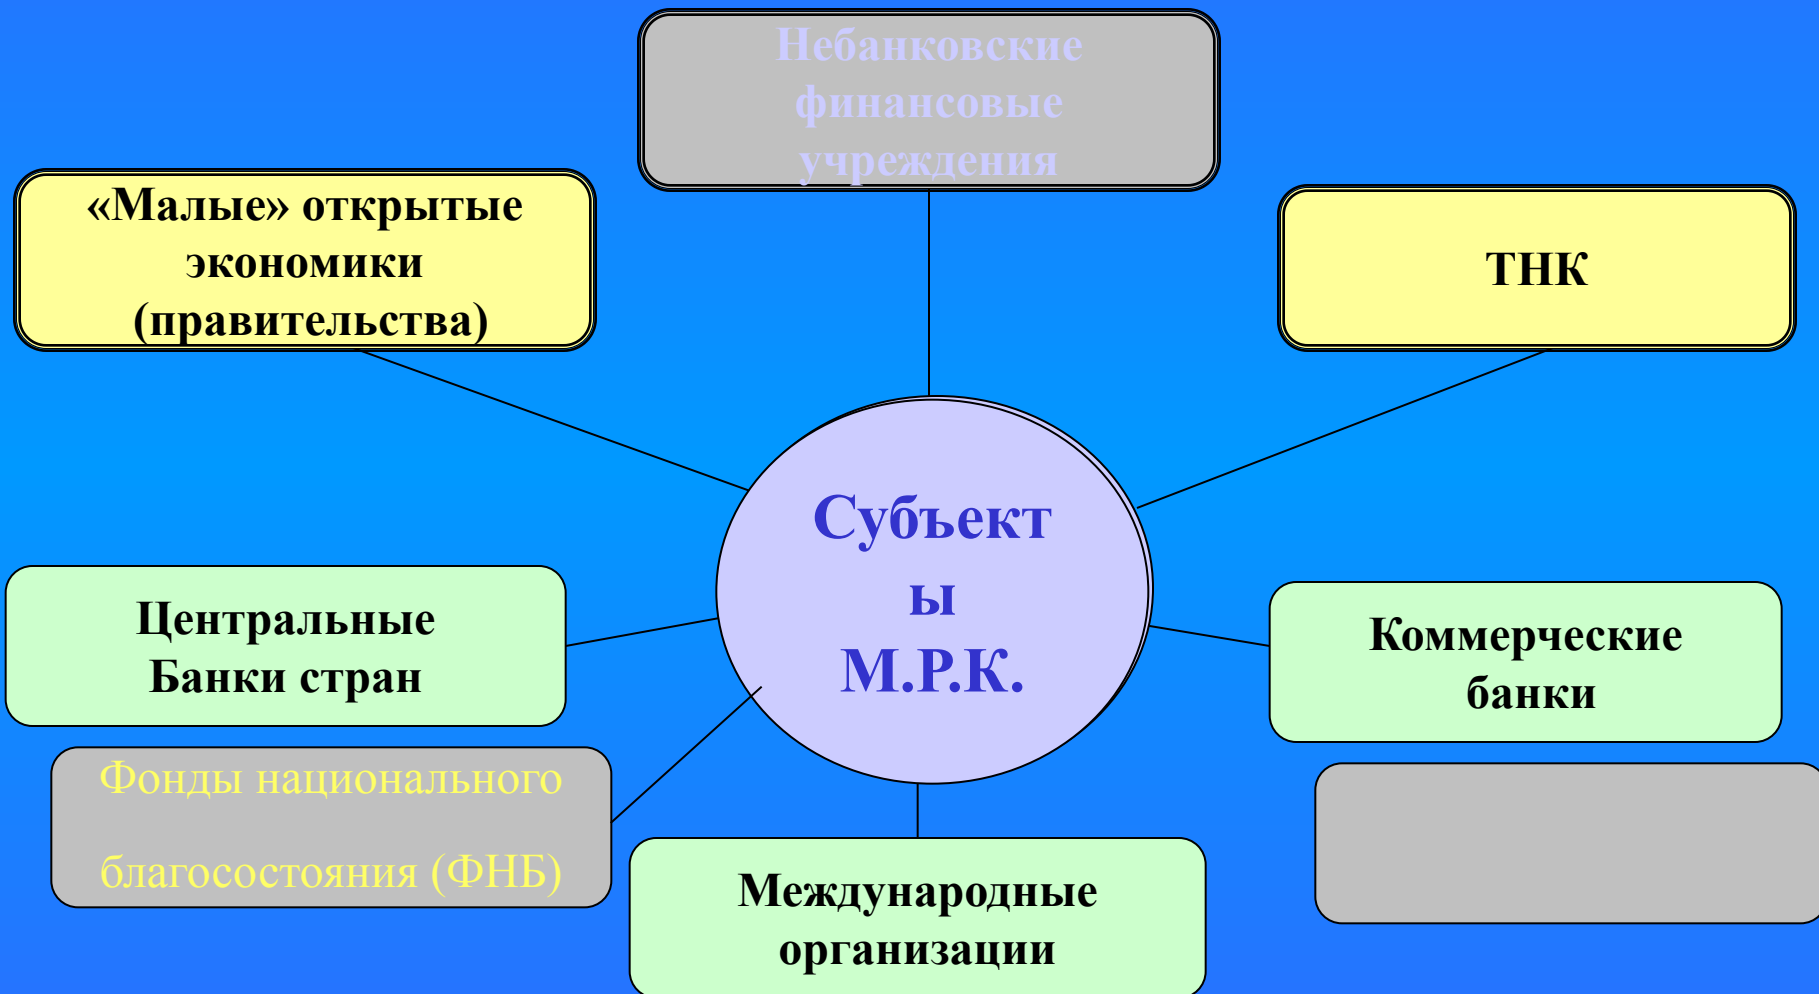 Небанковские
финансовые
учреждения
«Малые» открытые
экономики
(правительства)
ТНК
Субъект
ы
М.Р.К.
Центральные
Банки стран
Коммерческие
банки
Фонды национального
благосостояния (ФНБ)
Международные
организации